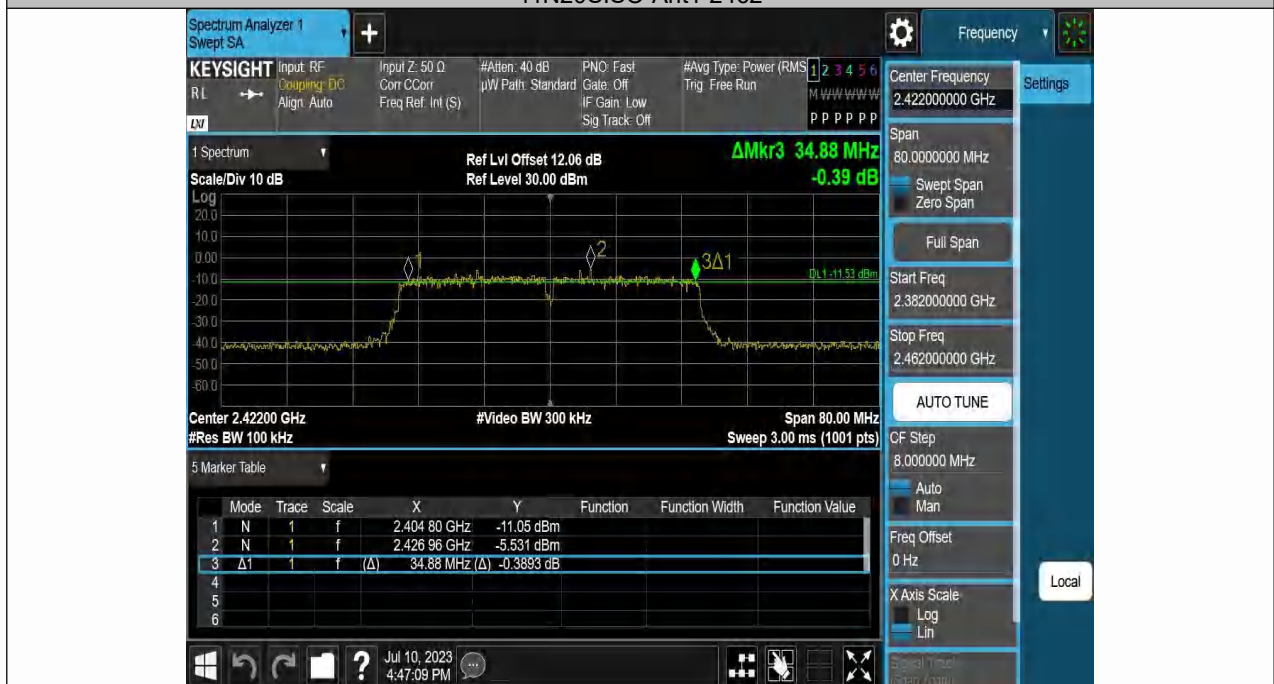 Spectrum Analyzer 1
Swept SA
+
Frequency
KEYSIGHT
RL
LXI
Input: RF
Coupling: DC
Align: Auto
Input Z: 50 Ω
Corr CCorr
Freq Ref: Int (S)
#Atten: 40 dB
µW Path: Standard
PNO: Fast
Gate: Off
IF Gain: Low
Sig Track: Off
#Avg Type: Power (RMS
Trig: Free Run
1 2 3 4 5 6
M W W W W W
P P P P P P
1 Spectrum
Scale/Div 10 dB
Ref Lvl Offset 12.06 dB
Ref Level 30.00 dBm
ΔMkr3 34.88 MHz
-0.39 dB
Log
20.0
10.0
0.00
-10.0
-20.0
-30.0
-40.0
-50.0
-60.0
1
2
3Δ1
DL1 -11.53 dBm
Center 2.42200 GHz
#Video BW 300 kHz
Span 80.00 MHz
#Res BW 100 kHz
Sweep 3.00 ms (1001 pts)
5 Marker Table
Mode Trace Scale X Y Function Function Width Function Value
1 N 1 f 2.404 80 GHz -11.05 dBm
2 N 1 f 2.426 96 GHz -5.531 dBm
3 Δ1 1 f (Δ) 34.88 MHz (Δ) -0.3893 dB
4
5
6
Jul 10, 2023
4:47:09 PM
Settings
Center Frequency
2.422000000 GHz
Span
80.0000000 MHz
Swept Span
Zero Span
Full Span
Start Freq
2.382000000 GHz
Stop Freq
2.462000000 GHz
AUTO TUNE
CF Step
8.000000 MHz
Auto
Man
Freq Offset
0 Hz
X Axis Scale
Log
Lin
Local